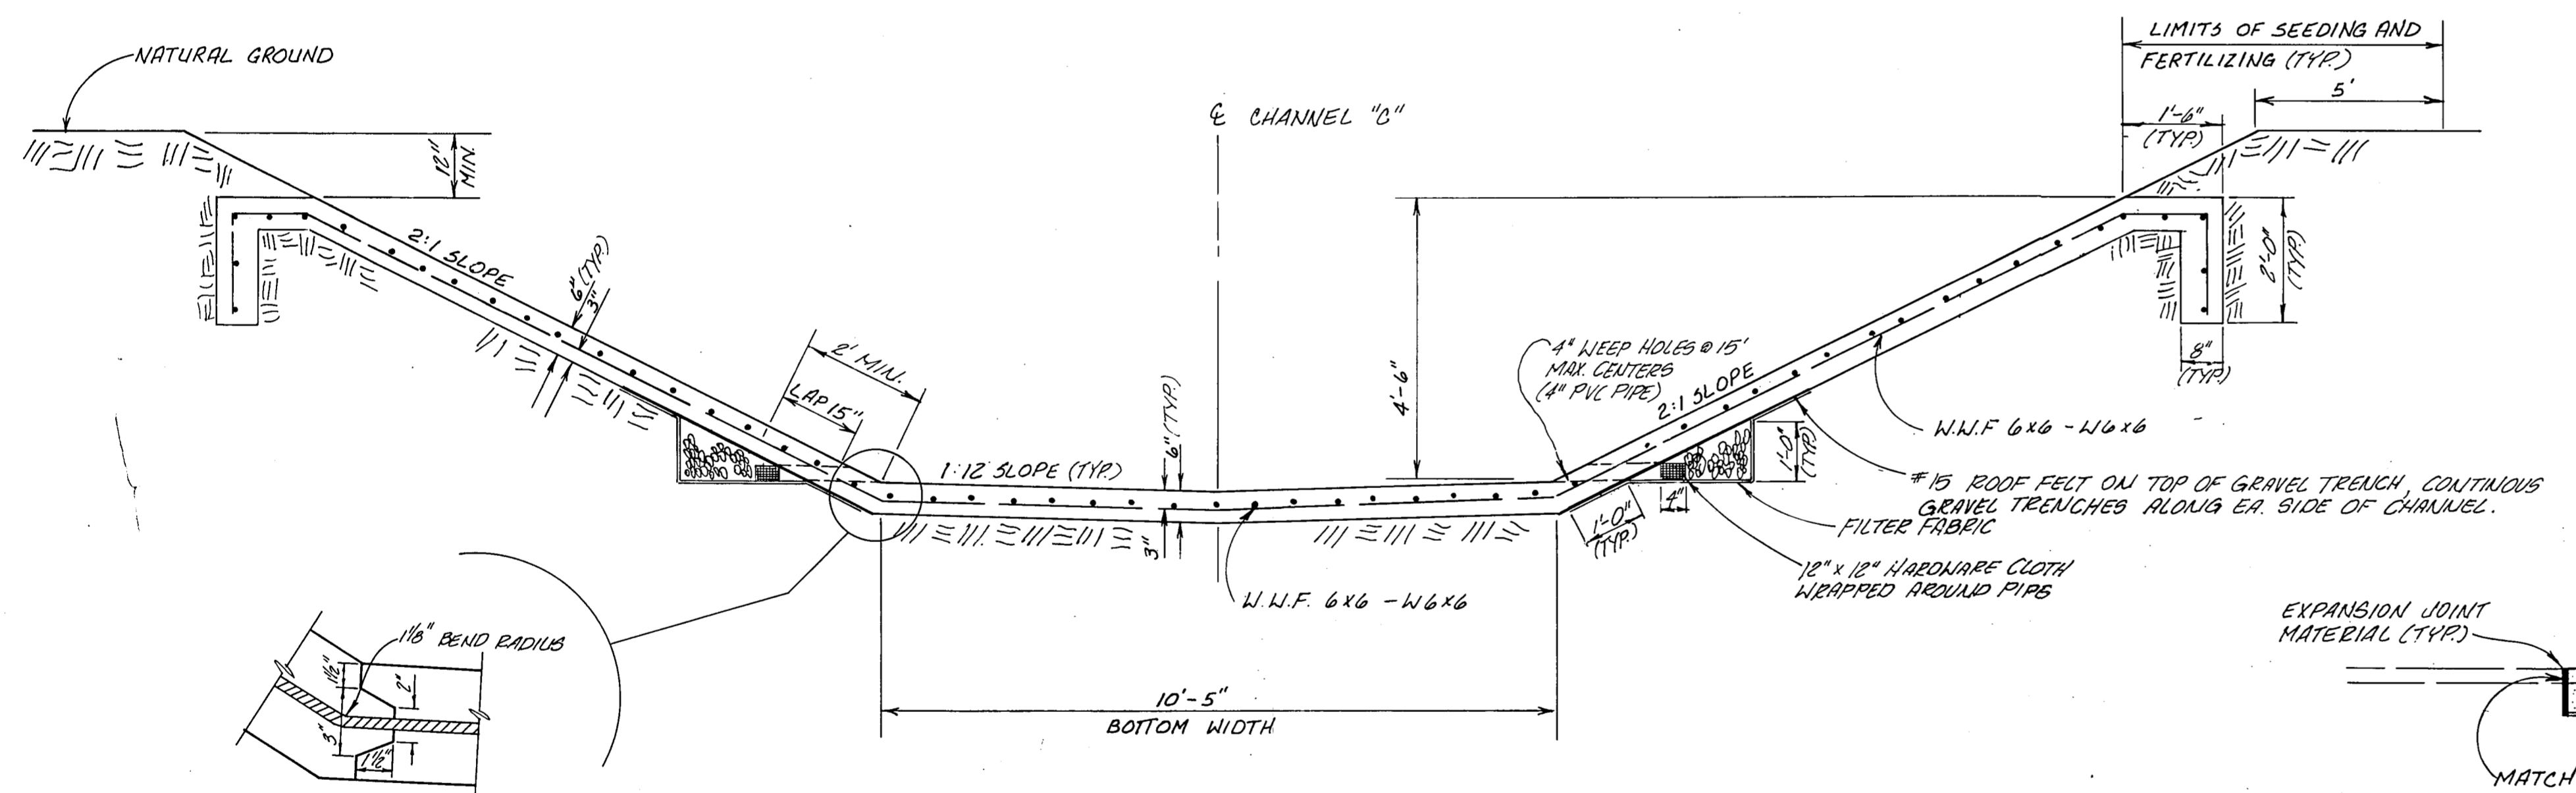 NATURAL GROUND
LIMITS OF SEEDING AND
FERTILIZING (TYP.)
5'
1'-6"
(TYP.)
℄ CHANNEL "C"
12"
MIN.
2:1 SLOPE
6" (TYP.)
3"
2' MIN.
LAP 15"
1:12 SLOPE (TYP.)
6" (TYP.)
3"
4'-6"
4" WEEP HOLES @ 15'
MAX. CENTERS
(4" PVC PIPE)
2:1 SLOPE
2'-0"
(TYP.)
8"
(TYP.)
W.W.F 6x6 - W6x6
1'-0"
(TYP.)
#15 ROOF FELT ON TOP OF GRAVEL TRENCH, CONTINOUS
GRAVEL TRENCHES ALONG EA. SIDE OF CHANNEL.
4"
1'-0"
(TYP.)
FILTER FABRIC
12" x 12" HARDWARE CLOTH
WRAPPED AROUND PIPE
W.W.F. 6x6 - W6x6
10'-5"
BOTTOM WIDTH
1 1/8" BEND RADIUS
1 1/2"
2"
3"
1 1/2"
EXPANSION JOINT
MATERIAL (TYP.)
MATCH